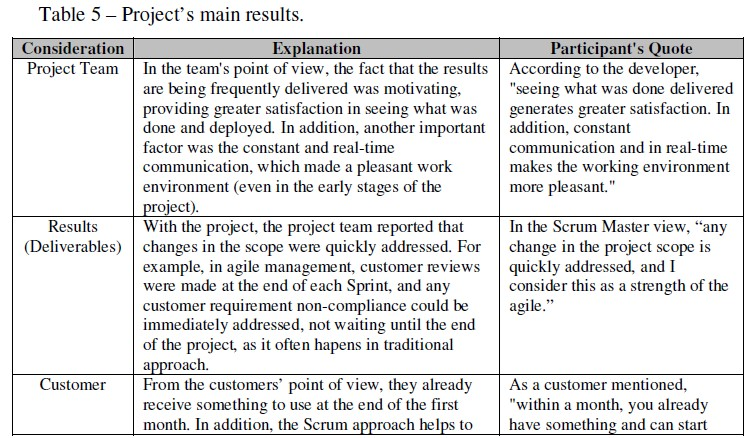 Table 5 – Project's main results.
Consideration Explanation Participant's Quote
Project Team
In the team's point of view, the fact that the results
are being frequently delivered was motivating,
providing greater satisfaction in seeing what was
done and deployed. In addition, another important
factor was the constant and real-time
communication, which made a pleasant work
environment (even in the early stages of the
project).
According to the developer,
"seeing what was done delivered
generates greater satisfaction. In
addition, constant
communication and in real-time
makes the working environment
more pleasant."
Results
(Deliverables)
With the project, the project team reported that
changes in the scope were quickly addressed. For
example, in agile management, customer reviews
were made at the end of each Sprint, and any
customer requirement non-compliance could be
immediately addressed, not waiting until the end
of the project, as it often hapens in traditional
approach.
In the Scrum Master view, “any
change in the project scope is
quickly addressed, and I
consider this as a strength of the
agile.”
Customer
From the customers’ point of view, they already
receive something to use at the end of the first
month. In addition, the Scrum approach helps to
As a customer mentioned,
"within a month, you already
have something and can start